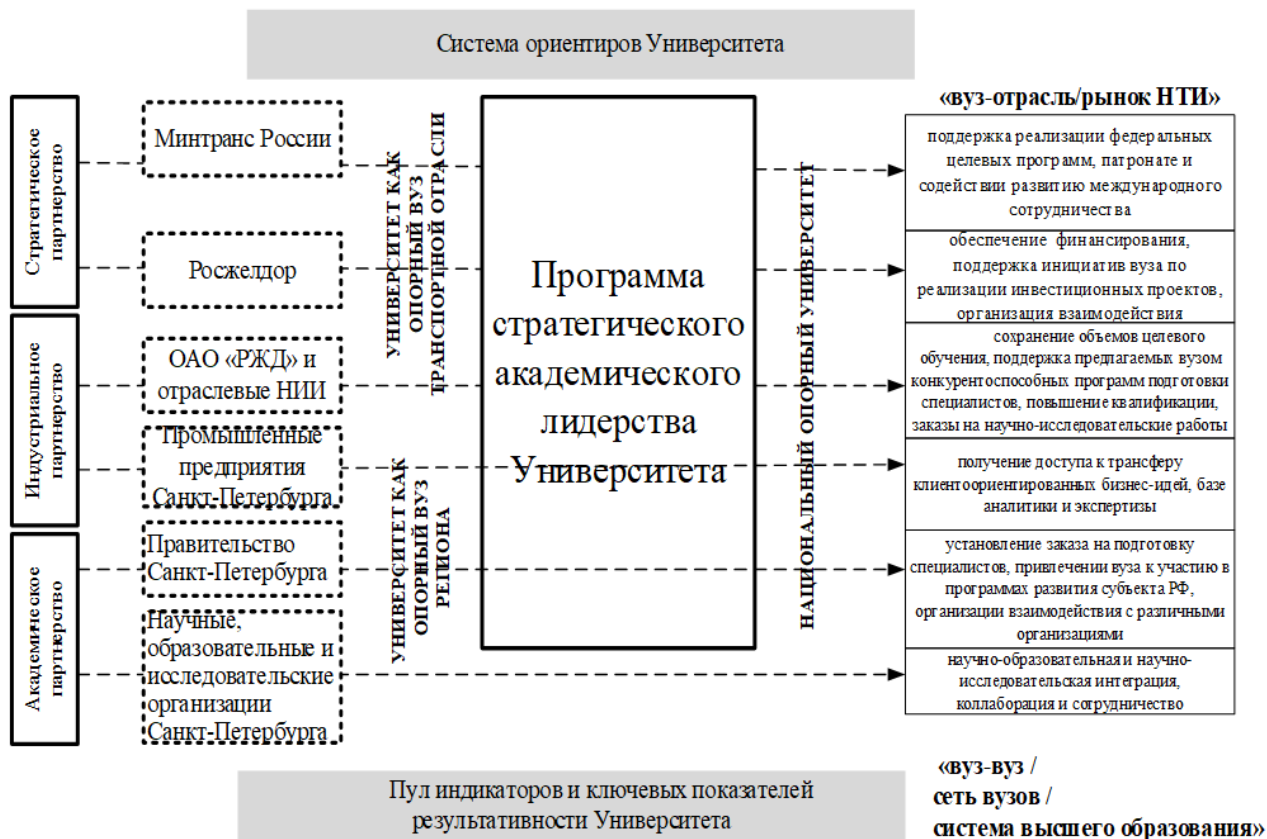 Система ориентиров Университета
Стратегическое
партнерство
Индустриальное
партнерство
Академическое
партнерство
Минтранс России
Росжелдор
ОАО «РЖД» и
отраслевые НИИ
Промышленные
предприятия
Санкт-Петербурга
Правительство
Санкт-Петербурга
Научные,
образовательные и
исследовательские
организации
Санкт-Петербурга
УНИВЕРСИТЕТ КАК
ОПОРНЫЙ ВУЗ
ТРАНСПОРТНОЙ ОТРАСЛИ
УНИВЕРСИТЕТ КАК
ОПОРНЫЙ ВУЗ
РЕГИОНА
Программа
стратегического
академического
лидерства
Университета
НАЦИОНАЛЬНЫЙ ОПОРНЫЙ УНИВЕРСИТЕТ
«вуз-отрасль/рынок НТИ»
поддержка реализации федеральных
целевых программ, патронате и
содействии развитию международного
сотрудничества
обеспечение финансирования,
поддержка инициатив вуза по
реализации инвестиционных проектов,
организация взаимодействия
сохранение объемов целевого
обучения, поддержка предлагаемых вузом
конкурентоспособных программ подготовки
специалистов, повышение квалификации,
заказы на научно-исследовательские работы
получение доступа к трансферу
клиентоориентированных бизнес-идей, базе
аналитики и экспертизы
установление заказа на подготовку
специалистов, привлечении вуза к участию в
программах развития субъекта РФ,
организации взаимодействия с различными
организациями
научно-образовательная и научно-
исследовательская интеграция,
коллаборация и сотрудничество
Пул индикаторов и ключевых показателей
результативности Университета
«вуз-вуз /
сеть вузов /
система высшего образования»